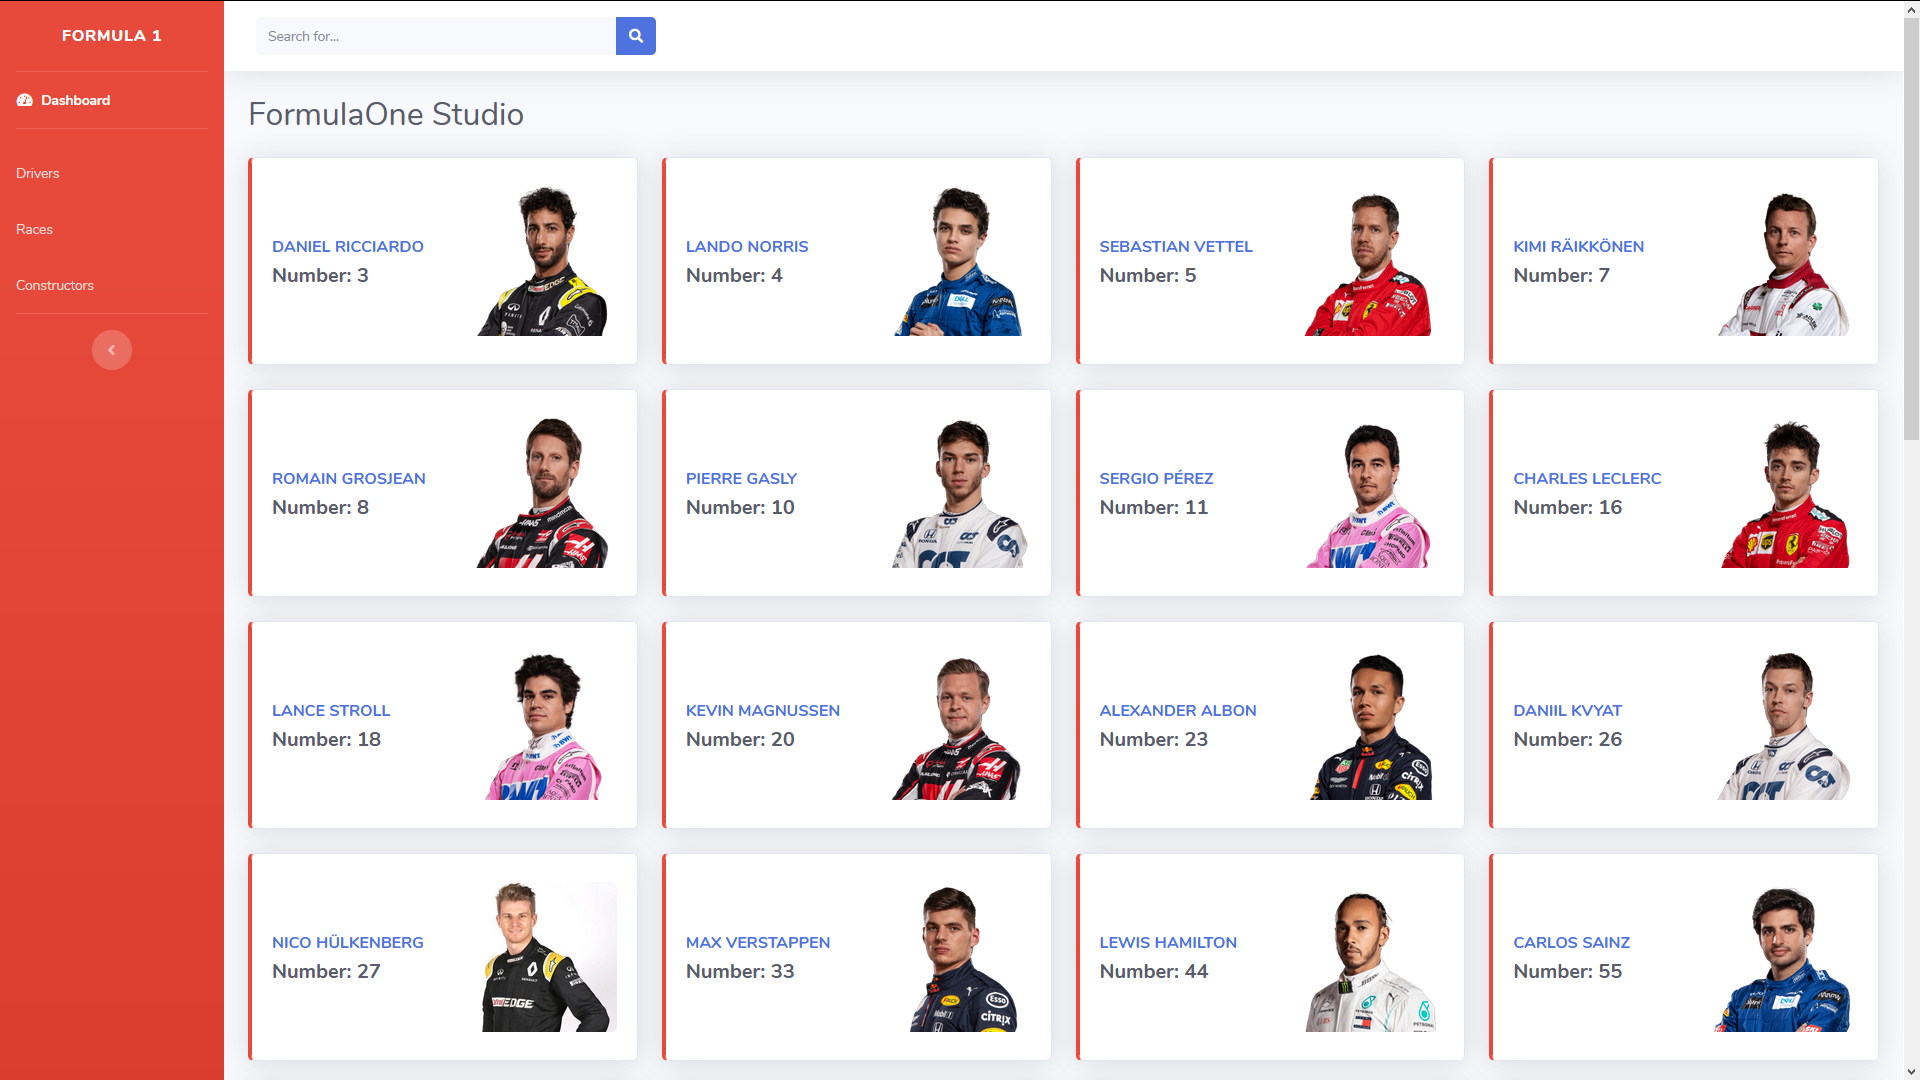 FORMULA 1
Search for...
Dashboard
Drivers
Races
Constructors
FormulaOne Studio
DANIEL RICCIARDO
Number: 3
LANDO NORRIS
Number: 4
SEBASTIAN VETTEL
Number: 5
KIMI RÄIKKÖNEN
Number: 7
ROMAIN GROSJEAN
Number: 8
PIERRE GASLY
Number: 10
SERGIO PÉREZ
Number: 11
CHARLES LECLERC
Number: 16
LANCE STROLL
Number: 18
KEVIN MAGNUSSEN
Number: 20
ALEXANDER ALBON
Number: 23
DANIIL KVYAT
Number: 26
NICO HÜLKENBERG
Number: 27
MAX VERSTAPPEN
Number: 33
LEWIS HAMILTON
Number: 44
CARLOS SAINZ
Number: 55